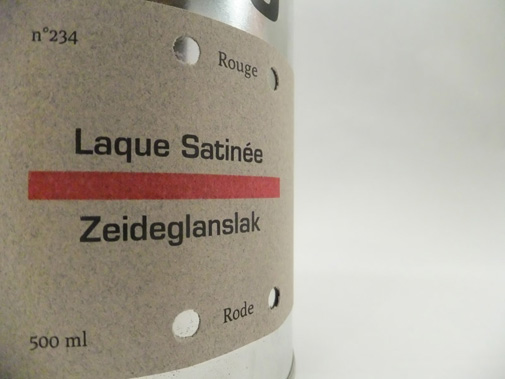 n°234
Rouge
Laque Satinée
Zeideglanslak
Rode
500 ml